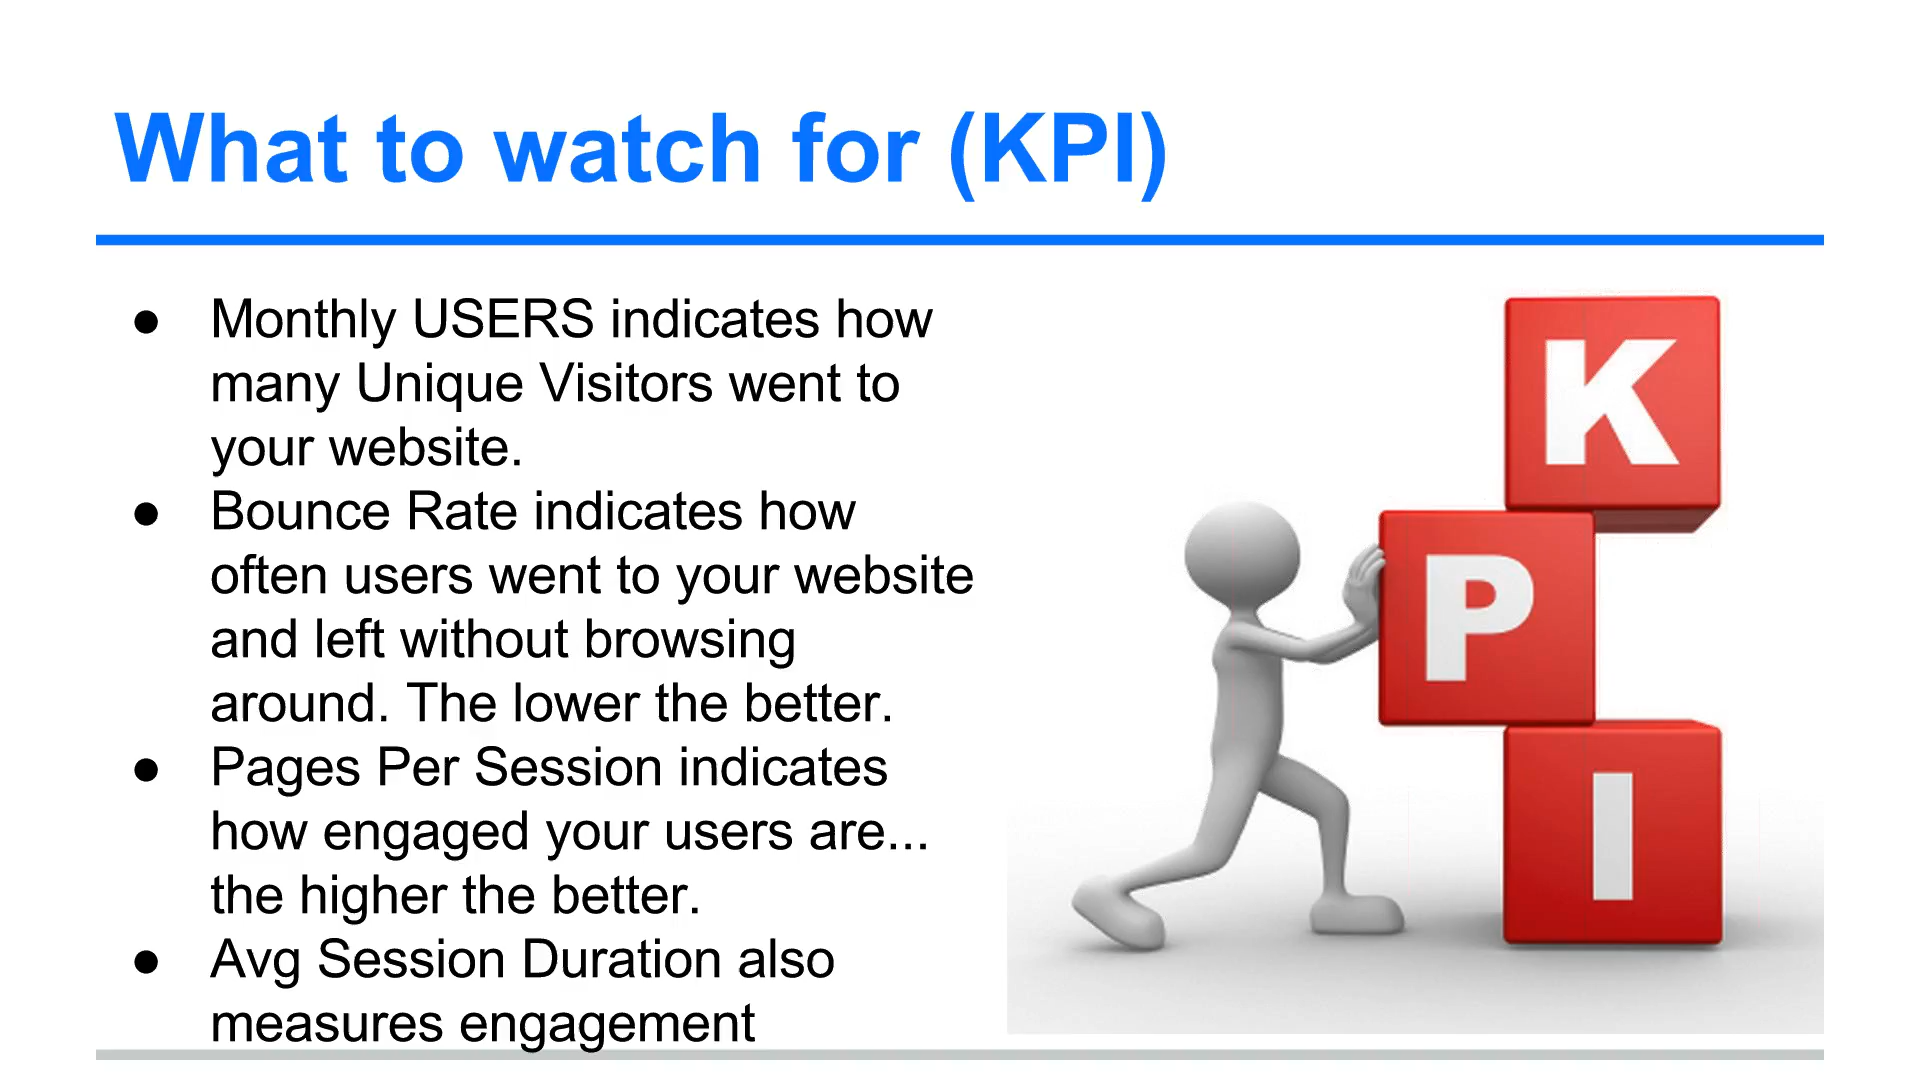 What to watch for (KPI)
● Monthly USERS indicates how
many Unique Visitors went to
your website.
● Bounce Rate indicates how
often users went to your website
and left without browsing
around. The lower the better.
● Pages Per Session indicates
how engaged your users are...
the higher the better.
● Avg Session Duration also
measures engagement
K
P
I